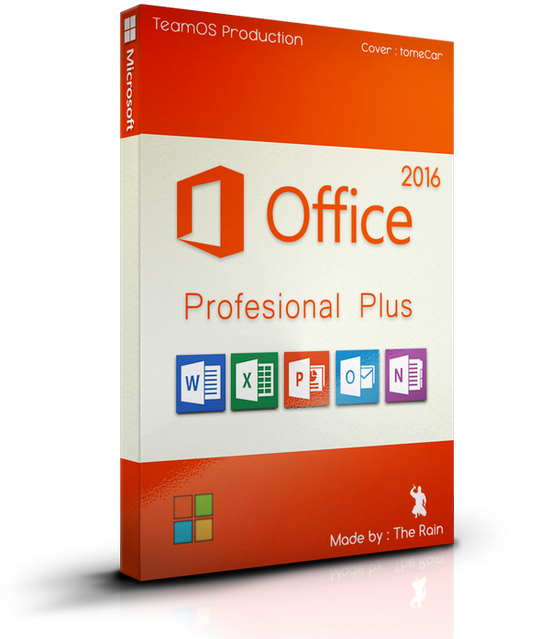 Microsoft
TeamOS Production
Cover : tomeCar
2016
Office
Profesional Plus
W
X
P
O
N
Made by : The Rain